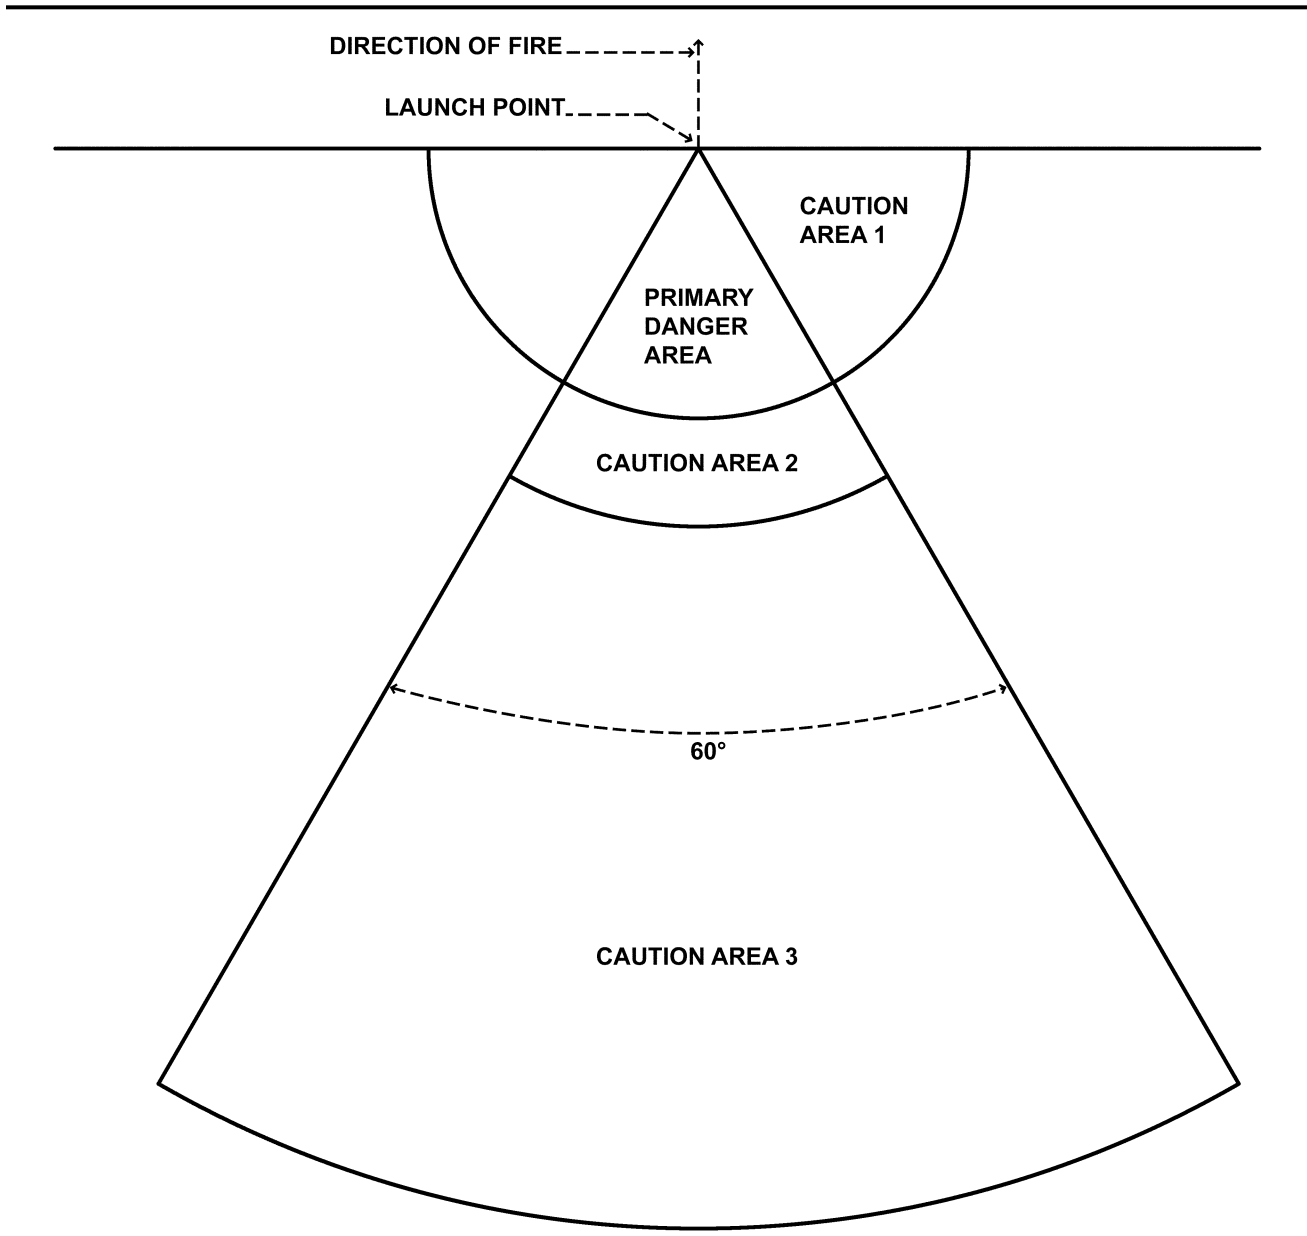 DIRECTION OF FIRE
LAUNCH POINT
CAUTION
AREA 1
PRIMARY
DANGER
AREA
CAUTION AREA 2
60°
CAUTION AREA 3